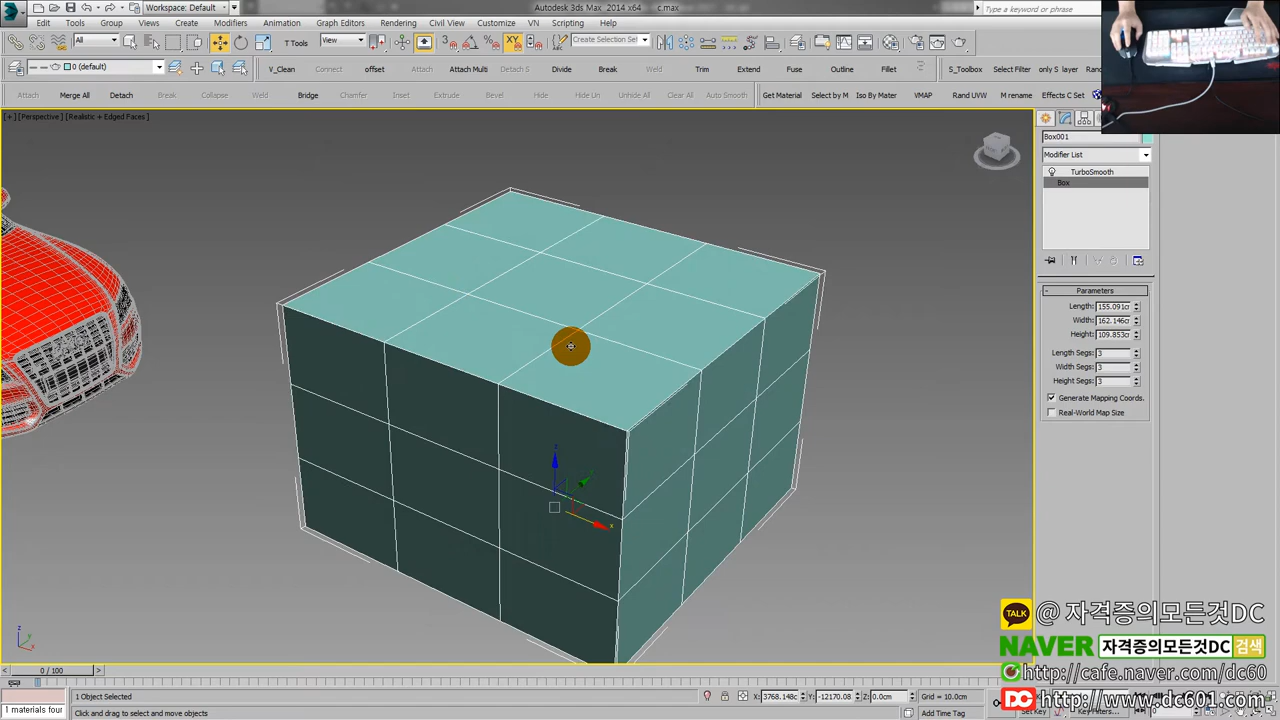 Workspace: Default
Autodesk 3ds Max 2014 x64
c.max
Type a keyword or phrase
Edit Tools Group Views Create Modifiers Animation Graph Editors Rendering Civil View Customize VN Scripting Help
All
T Tools
View
Create Selection Se
0 (default)
V_Clean Connect offset Attach Attach Multi Detach S Divide Break Weld Trim Extend Fuse Outline Fillet S_Toolbox Select Filter only S_layer
Attach Merge All Detach Break Collapse Weld Bridge Chamfer Inset Extrude Bevel Hide Hide Un Unhide All Clear All Auto Smooth Get Material Select by M Iso By Mater VMAP Rand UVW M rename Effects C Set
[+] [Perspective] [Realistic + Edged Faces]
Box001
Modifier List
TurboSmooth
Box
Parameters
Length: 155.091c
Width: 162.146c
Height: 109.853c
Length Segs: 3
Width Segs: 3
Height Segs: 3
Generate Mapping Coords.
Real-World Map Size
x
z
TALK @ 자격증의모든것DC
NAVER 자격증의모든것DC 검색
http://cafe.naver.com/dc60
DC http://www.dc601.com
0 / 100
1 Object Selected
X: 3768.148c Y: -12170.08 Z: 0.0cm Grid = 10.0cm
1 materials four
Click and drag to select and move objects
Add Time Tag
Set Key
Key Filters...